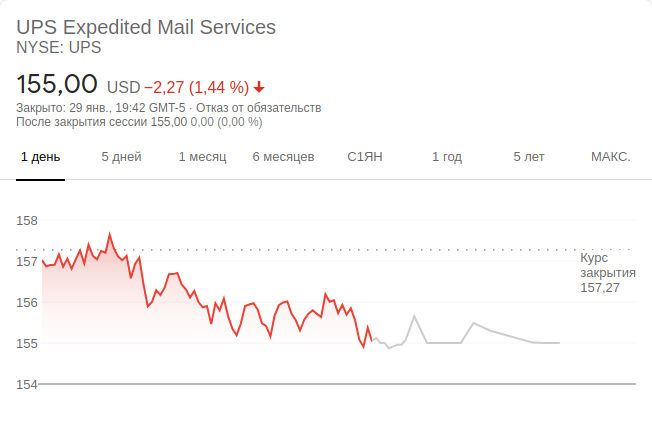 UPS Expedited Mail Services
NYSE: UPS
155,00 USD −2,27 (1,44 %)
Закрыто: 29 янв., 19:42 GMT-5 · Отказ от обязательств
После закрытия сессии 155,00 0,00 (0,00 %)
1 день 5 дней 1 месяц 6 месяцев С1ЯН 1 год 5 лет МАКС.
158
157
156
155
154
Курс
закрытия
157,27